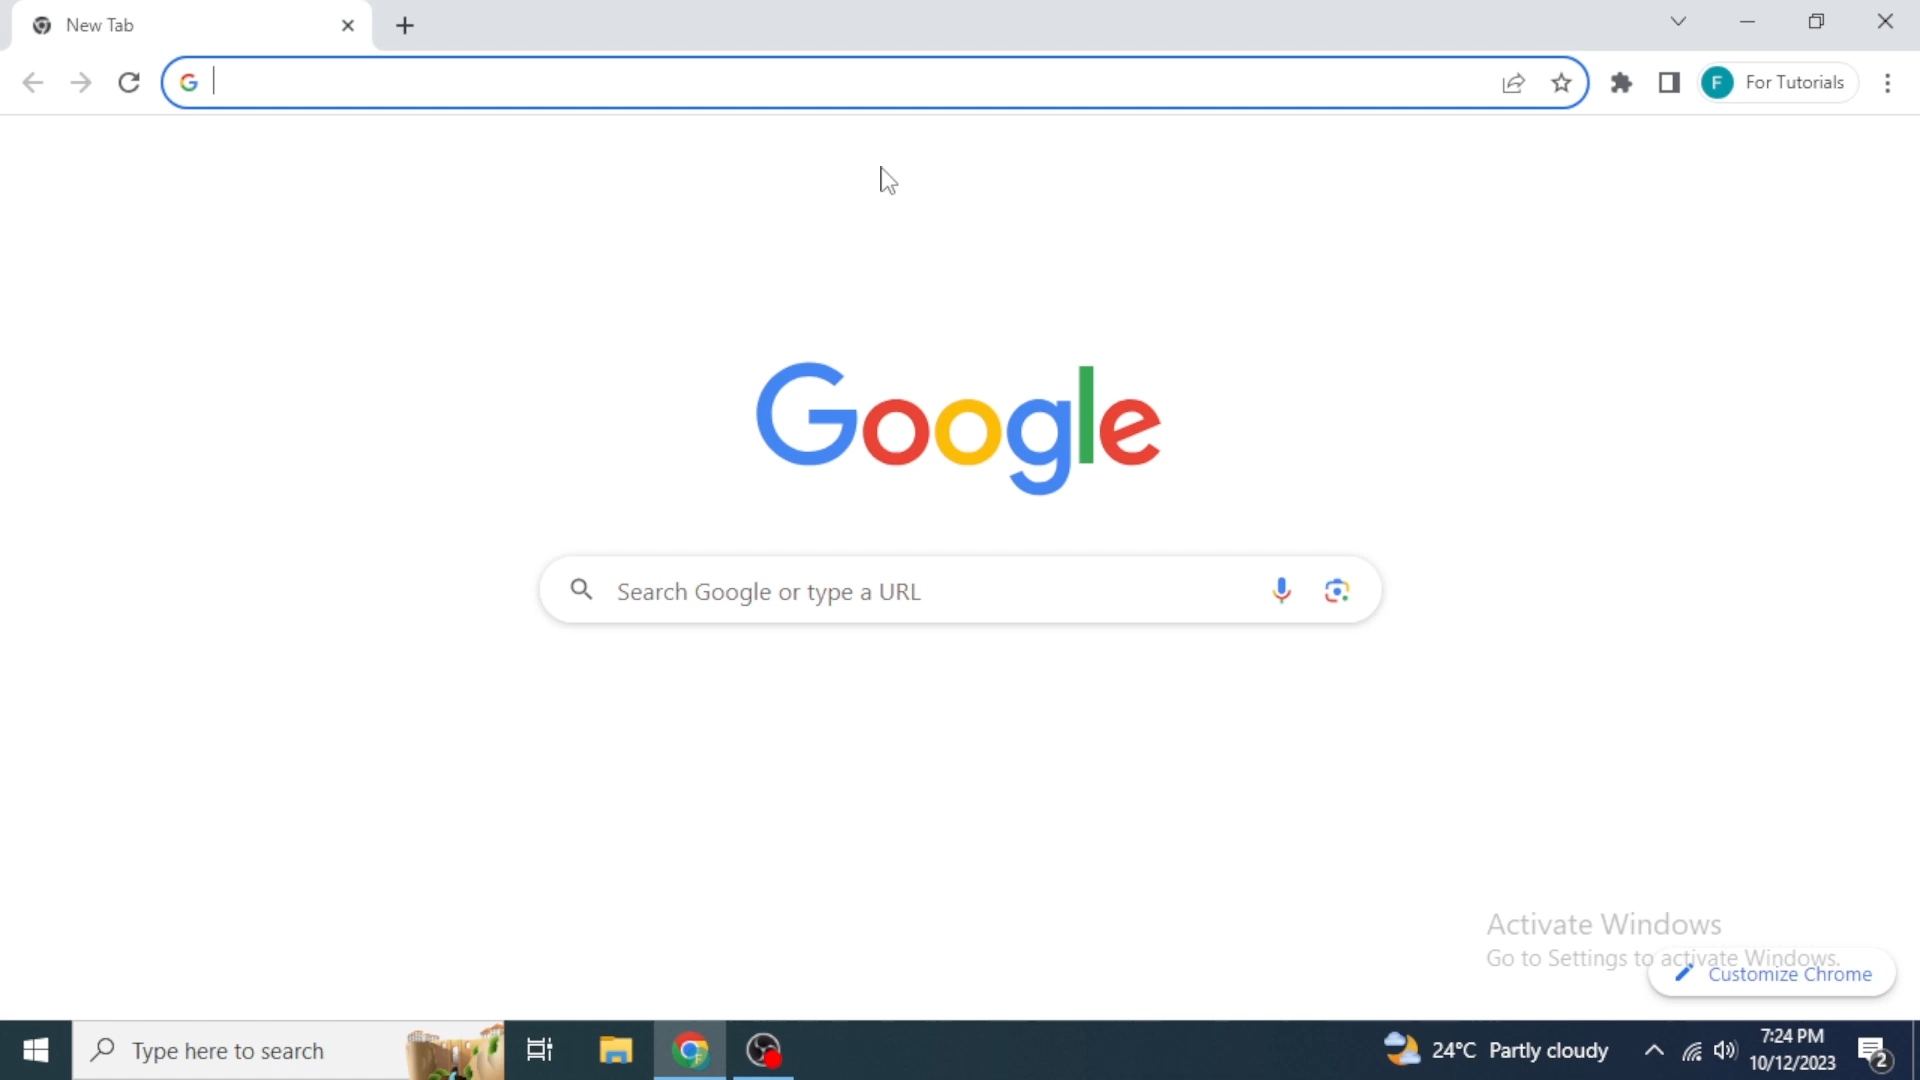 New Tab
F For Tutorials
Google
Search Google or type a URL
Activate Windows
Go to Settings to activate Windows.
Customize Chrome
Type here to search
24°C Partly cloudy
7:24 PM
10/12/2023
2